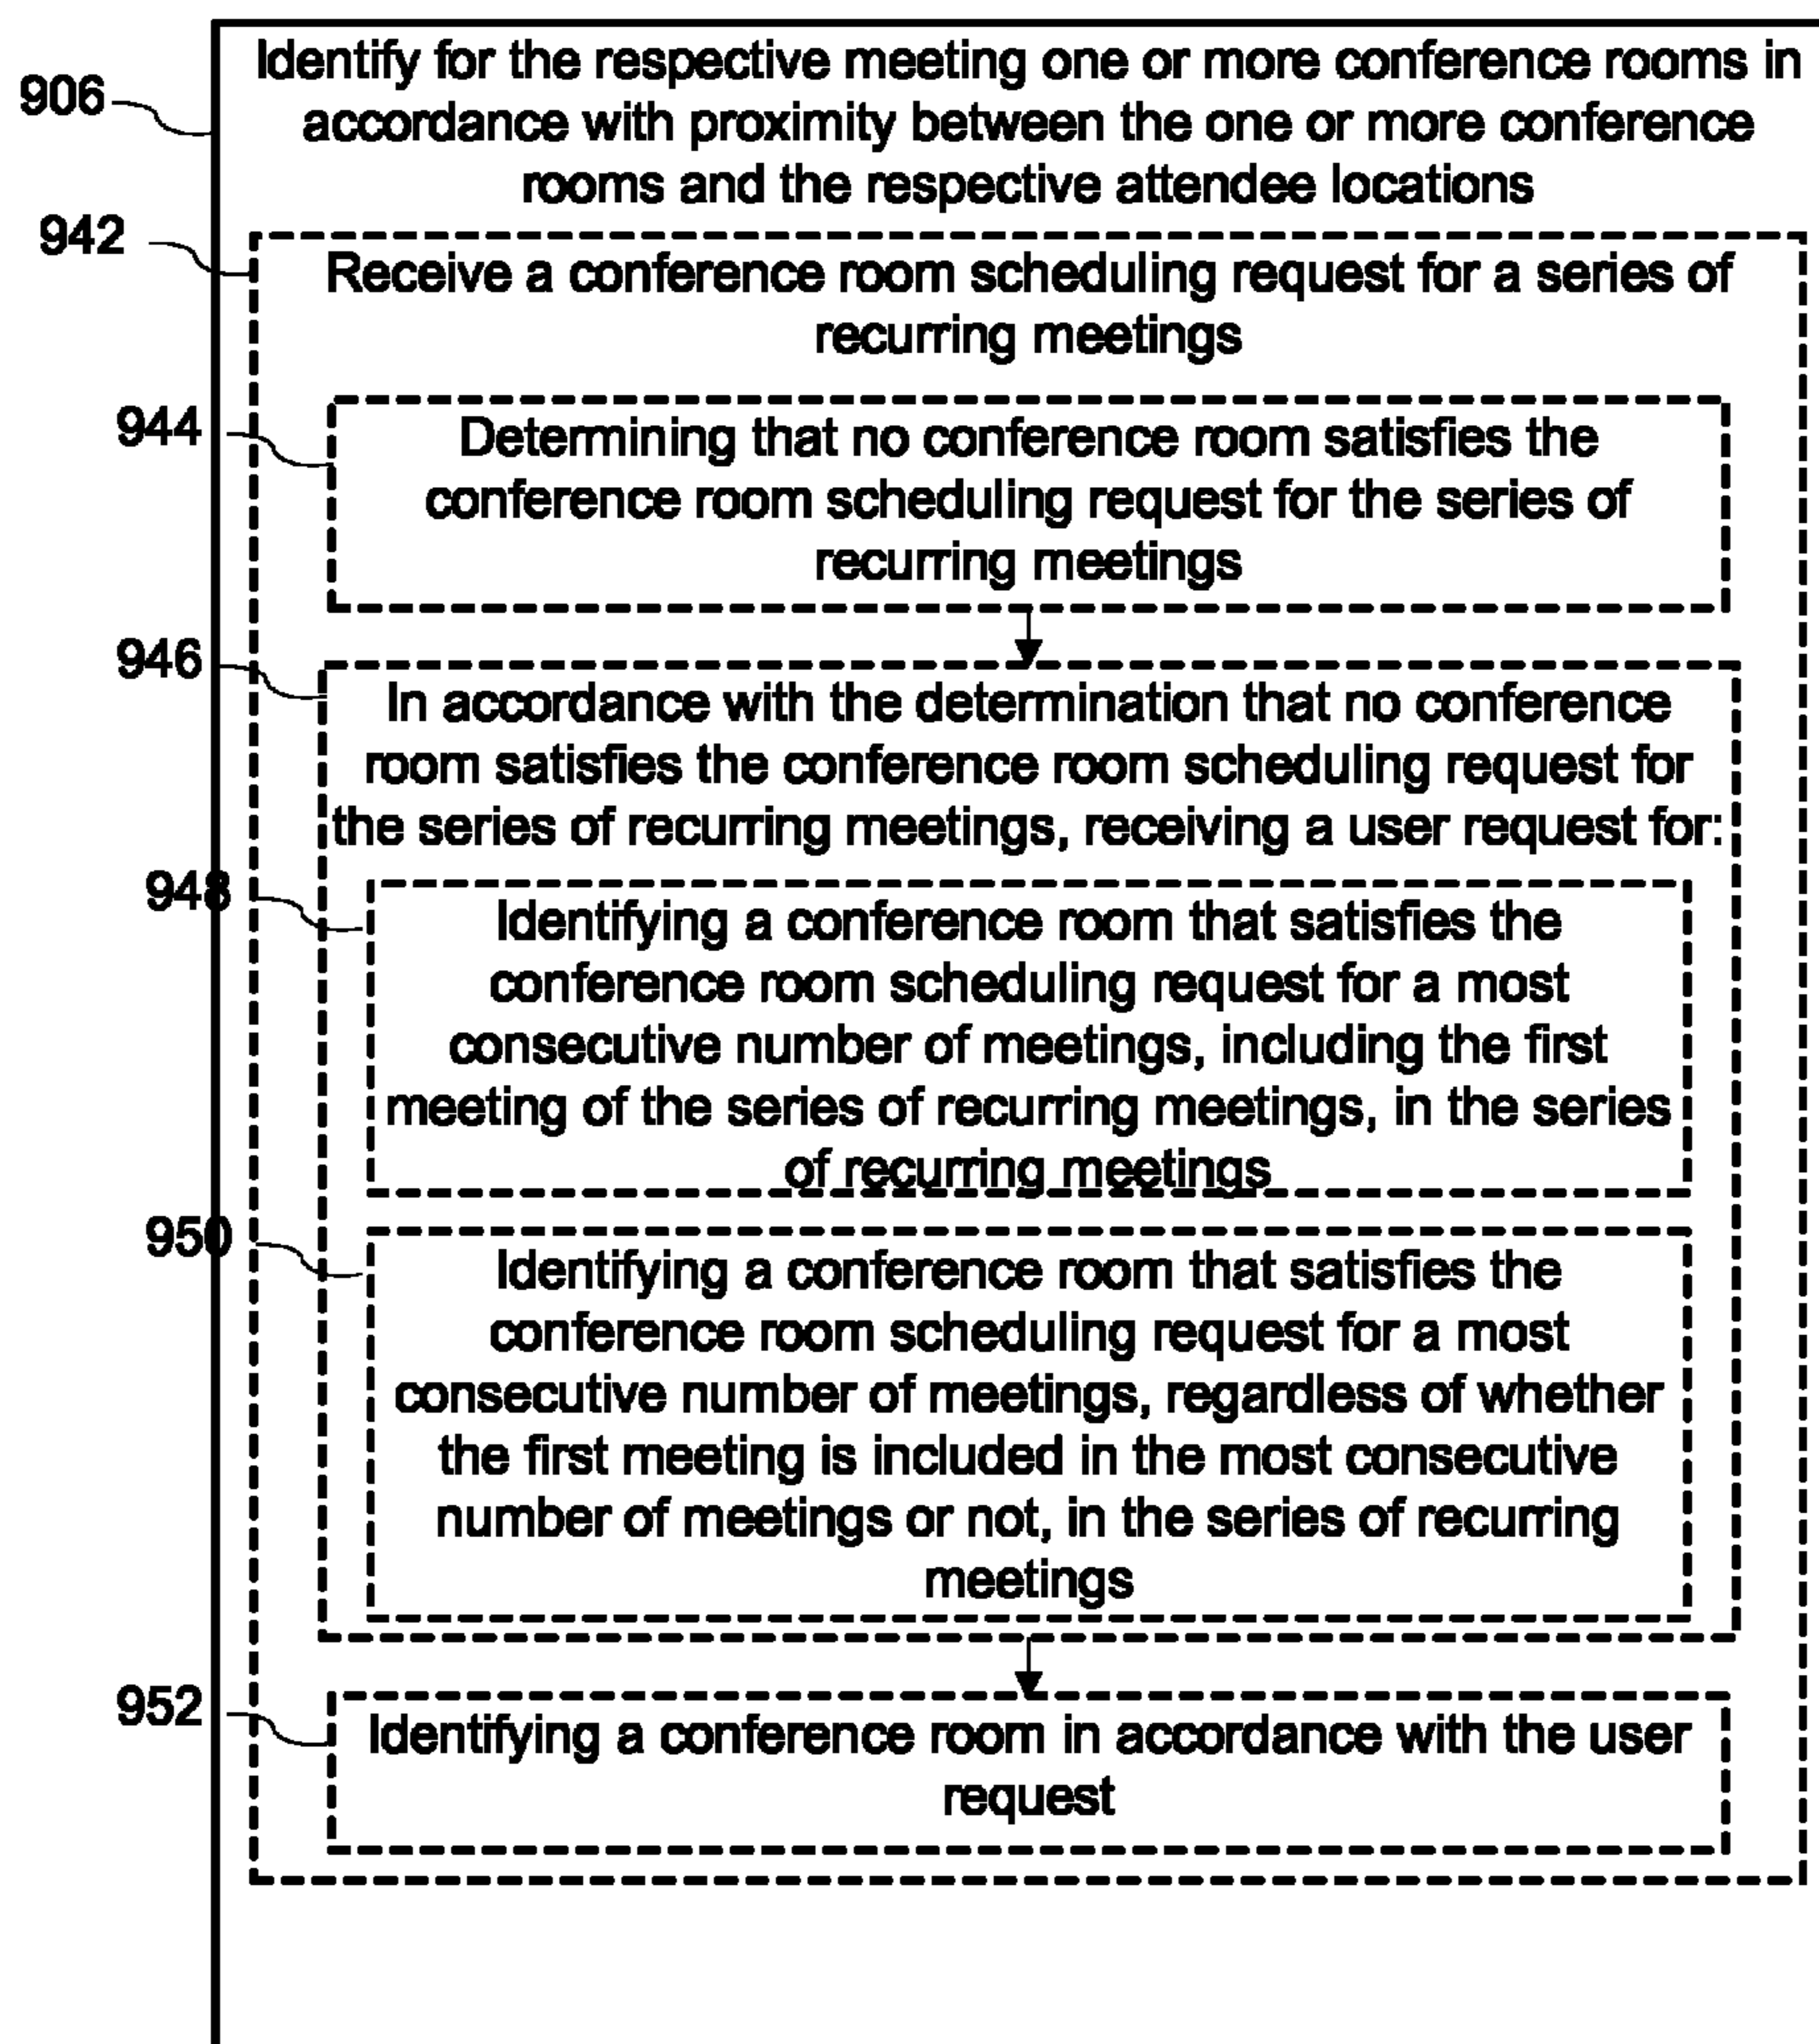 906
Identify for the respective meeting one or more conference rooms in
accordance with proximity between the one or more conference
rooms and the respective attendee locations
942
Receive a conference room scheduling request for a series of
recurring meetings
944
Determining that no conference room satisfies the
conference room scheduling request for the series of
recurring meetings
946
In accordance with the determination that no conference
room satisfies the conference room scheduling request for
the series of recurring meetings, receiving a user request for:
948
Identifying a conference room that satisfies the
conference room scheduling request for a most
consecutive number of meetings, including the first
meeting of the series of recurring meetings, in the series
of recurring meetings
950
Identifying a conference room that satisfies the
conference room scheduling request for a most
consecutive number of meetings, regardless of whether
the first meeting is included in the most consecutive
number of meetings or not, in the series of recurring
meetings
952
Identifying a conference room in accordance with the user
request